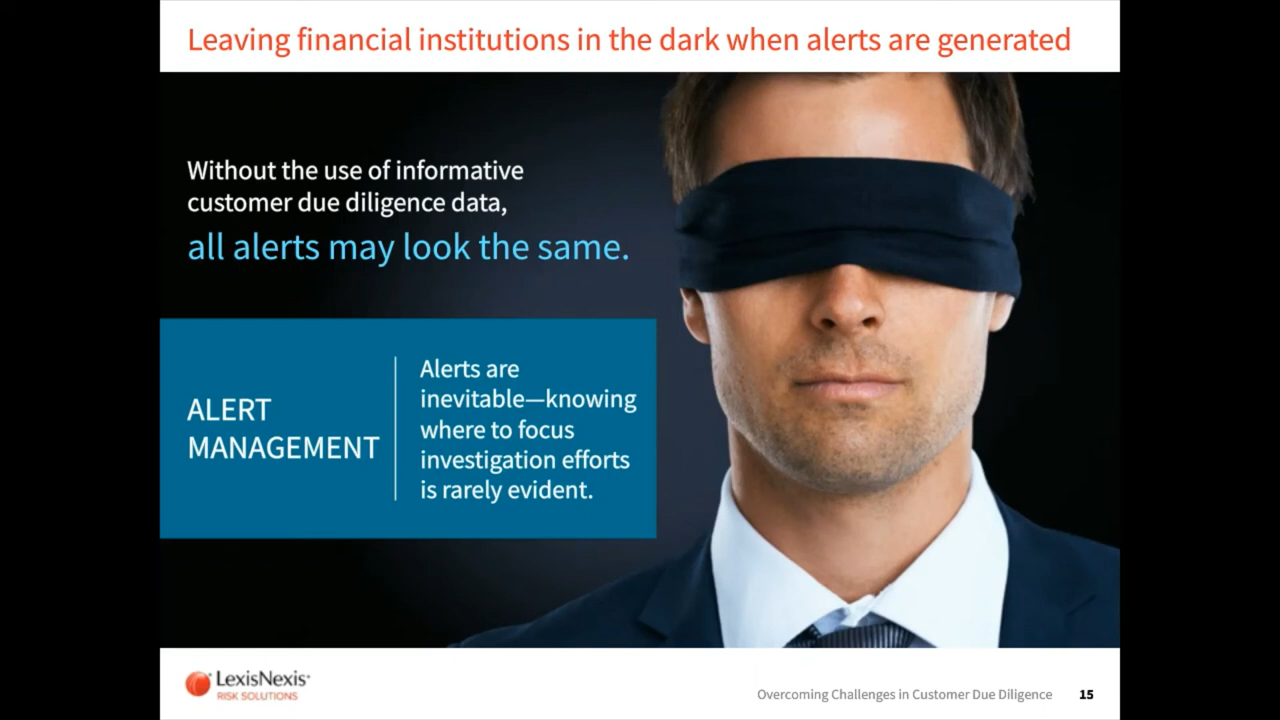 Leaving financial institutions in the dark when alerts are generated
Without the use of informative
customer due diligence data,
all alerts may look the same.
ALERT
MANAGEMENT
Alerts are
inevitable—knowing
where to focus
investigation efforts
is rarely evident.
LexisNexis®
RISK SOLUTIONS
Overcoming Challenges in Customer Due Diligence 15